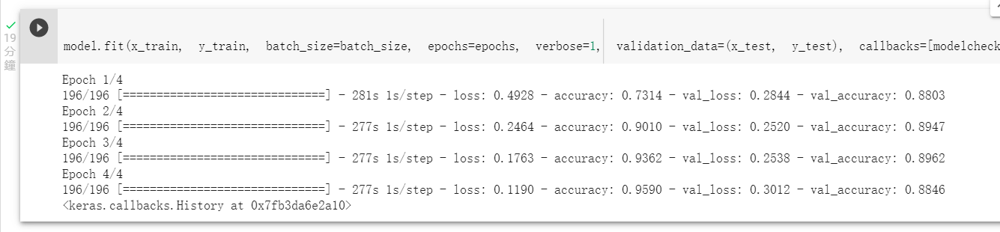 19
分
鐘
model.fit(x_train, y_train, batch_size=batch_size, epochs=epochs, verbose=1, validation_data=(x_test, y_test), callbacks=[modelcheck
Epoch 1/4
196/196 [==============================] - 281s 1s/step - loss: 0.4928 - accuracy: 0.7314 - val_loss: 0.2844 - val_accuracy: 0.8803
Epoch 2/4
196/196 [==============================] - 277s 1s/step - loss: 0.2464 - accuracy: 0.9010 - val_loss: 0.2520 - val_accuracy: 0.8947
Epoch 3/4
196/196 [==============================] - 277s 1s/step - loss: 0.1763 - accuracy: 0.9362 - val_loss: 0.2538 - val_accuracy: 0.8962
Epoch 4/4
196/196 [==============================] - 277s 1s/step - loss: 0.1190 - accuracy: 0.9590 - val_loss: 0.3012 - val_accuracy: 0.8846
<keras.callbacks.History at 0x7fb3da6e2a10>